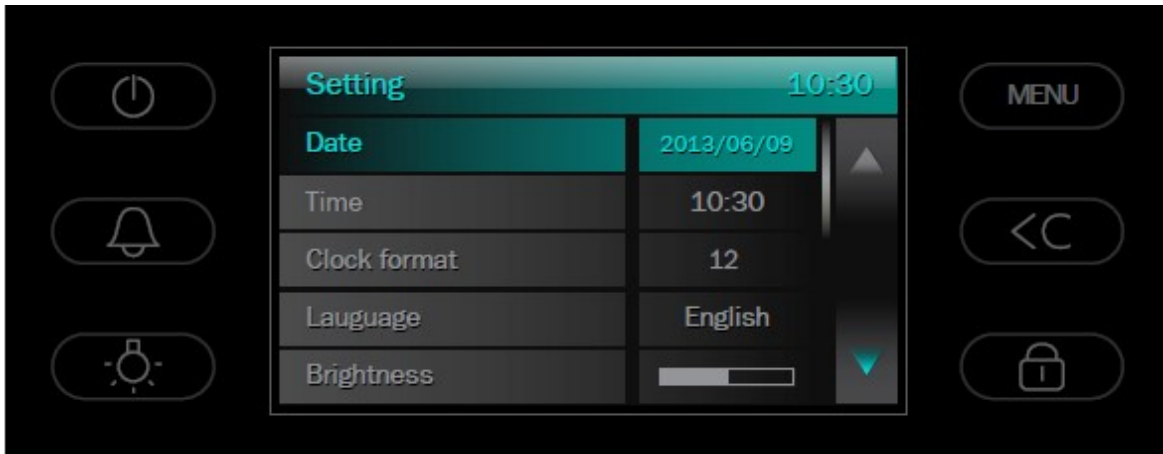 Setting 10:30
MENU
Date 2013/06/09
Time 10:30
<C
Clock format 12
Lauguage English
Brightness